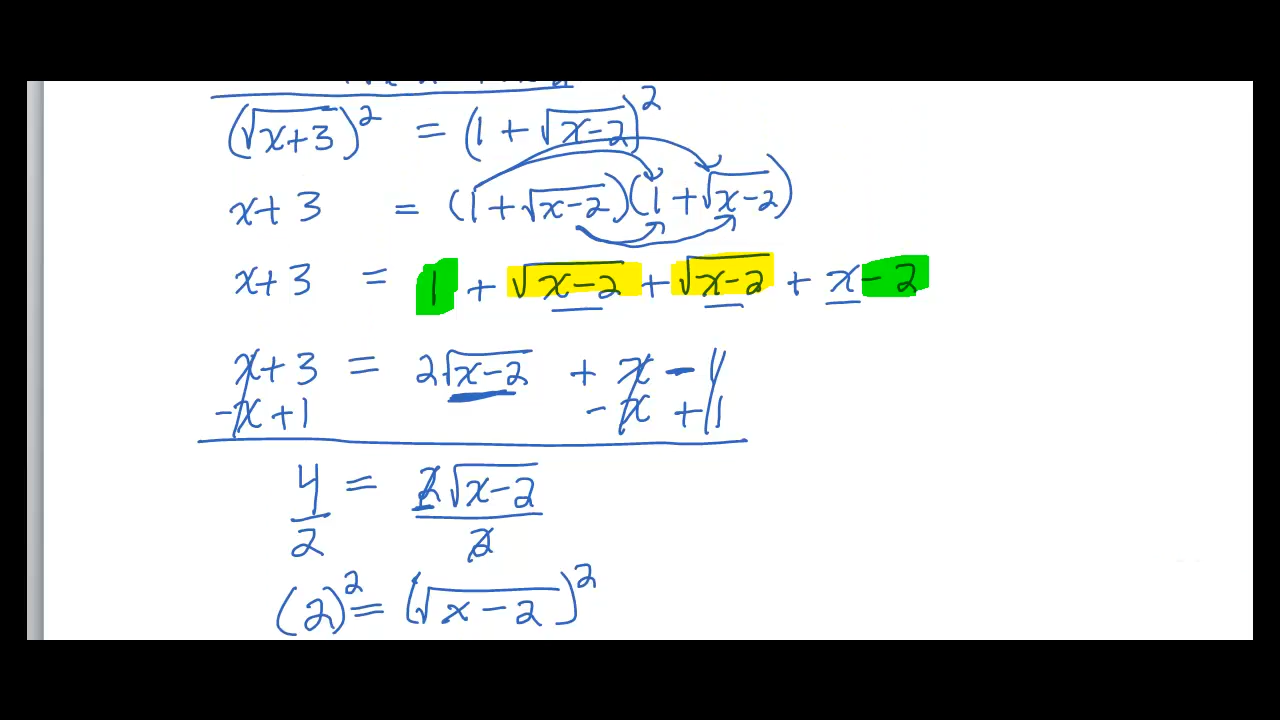 (√x+3)² = (1 + √x-2)²
x+3 = (1 + √x-2)(1 + √x-2)
x+3 = 1 + √x-2 + √x-2 + x - 2
x+3 = 2√x-2 + x - 1
-x +1 - x + 1
4 = 2√x-2
2 2
(2)² = (√x-2)²